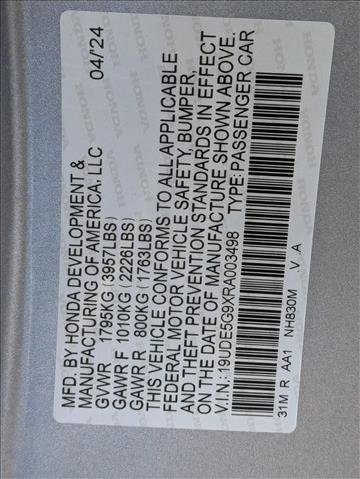 MFD. BY HONDA DEVELOPMENT & 04/'24
MANUFACTURING OF AMERICA, LLC
GVWR 1795KG (3957LBS)
GAWR F 1010KG (2226LBS)
GAWR R 800KG (1763LBS)
THIS VEHICLE CONFORMS TO ALL APPLICABLE
FEDERAL MOTOR VEHICLE SAFETY, BUMPER,
AND THEFT PREVENTION STANDARDS IN EFFECT
ON THE DATE OF MANUFACTURE SHOWN ABOVE.
V.I.N.: 19UDE5G9XRA003498 TYPE: PASSENGER CAR
31M R AA1 NH830M .V .A